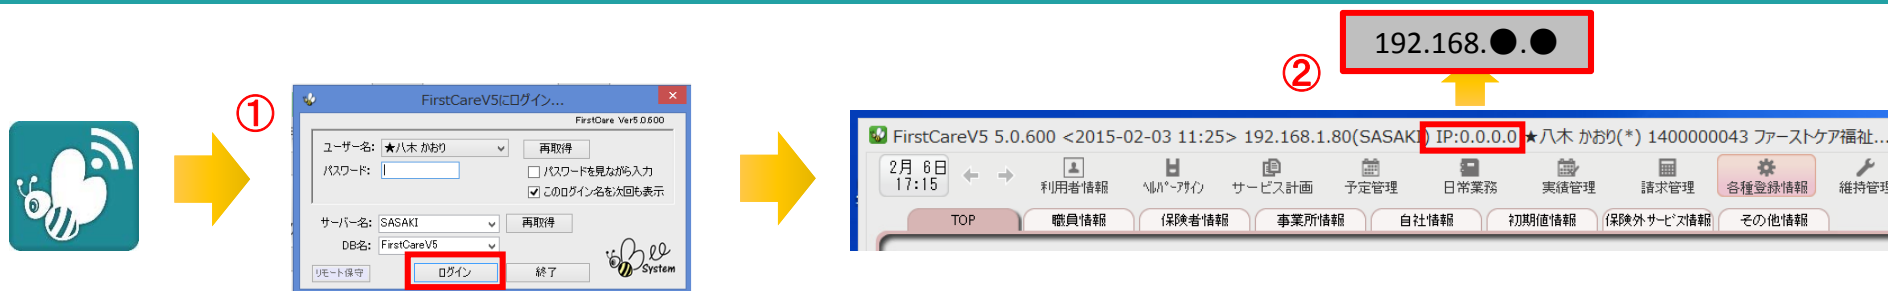 ①
FirstCareV5にログイン...
FirstCare Ver5.0.600
ユーザー名: ★八木 かおり 再取得
パスワード: パスワードを見ながら入力
このログイン名を次回も表示
サーバー名: SASAKI 再取得
DB名: FirstCareV5
リモート保守 ログイン 終了
Bee System
②
192.168.●.●
FirstCareV5 5.0.600 <2015-02-03 11:25> 192.168.1.80(SASAKI) IP:0.0.0.0 ★八木 かおり(*) 1400000043 ファーストケア福祉...
2月 6日
17:15
利用者情報 ﾍﾙﾊﾟｰｱｻｲﾝ サービス計画 予定管理 日常業務 実績管理 請求管理 各種登録情報 維持管理
TOP 職員情報 保険者情報 事業所情報 自社情報 初期値情報 保険外サービス情報 その他情報